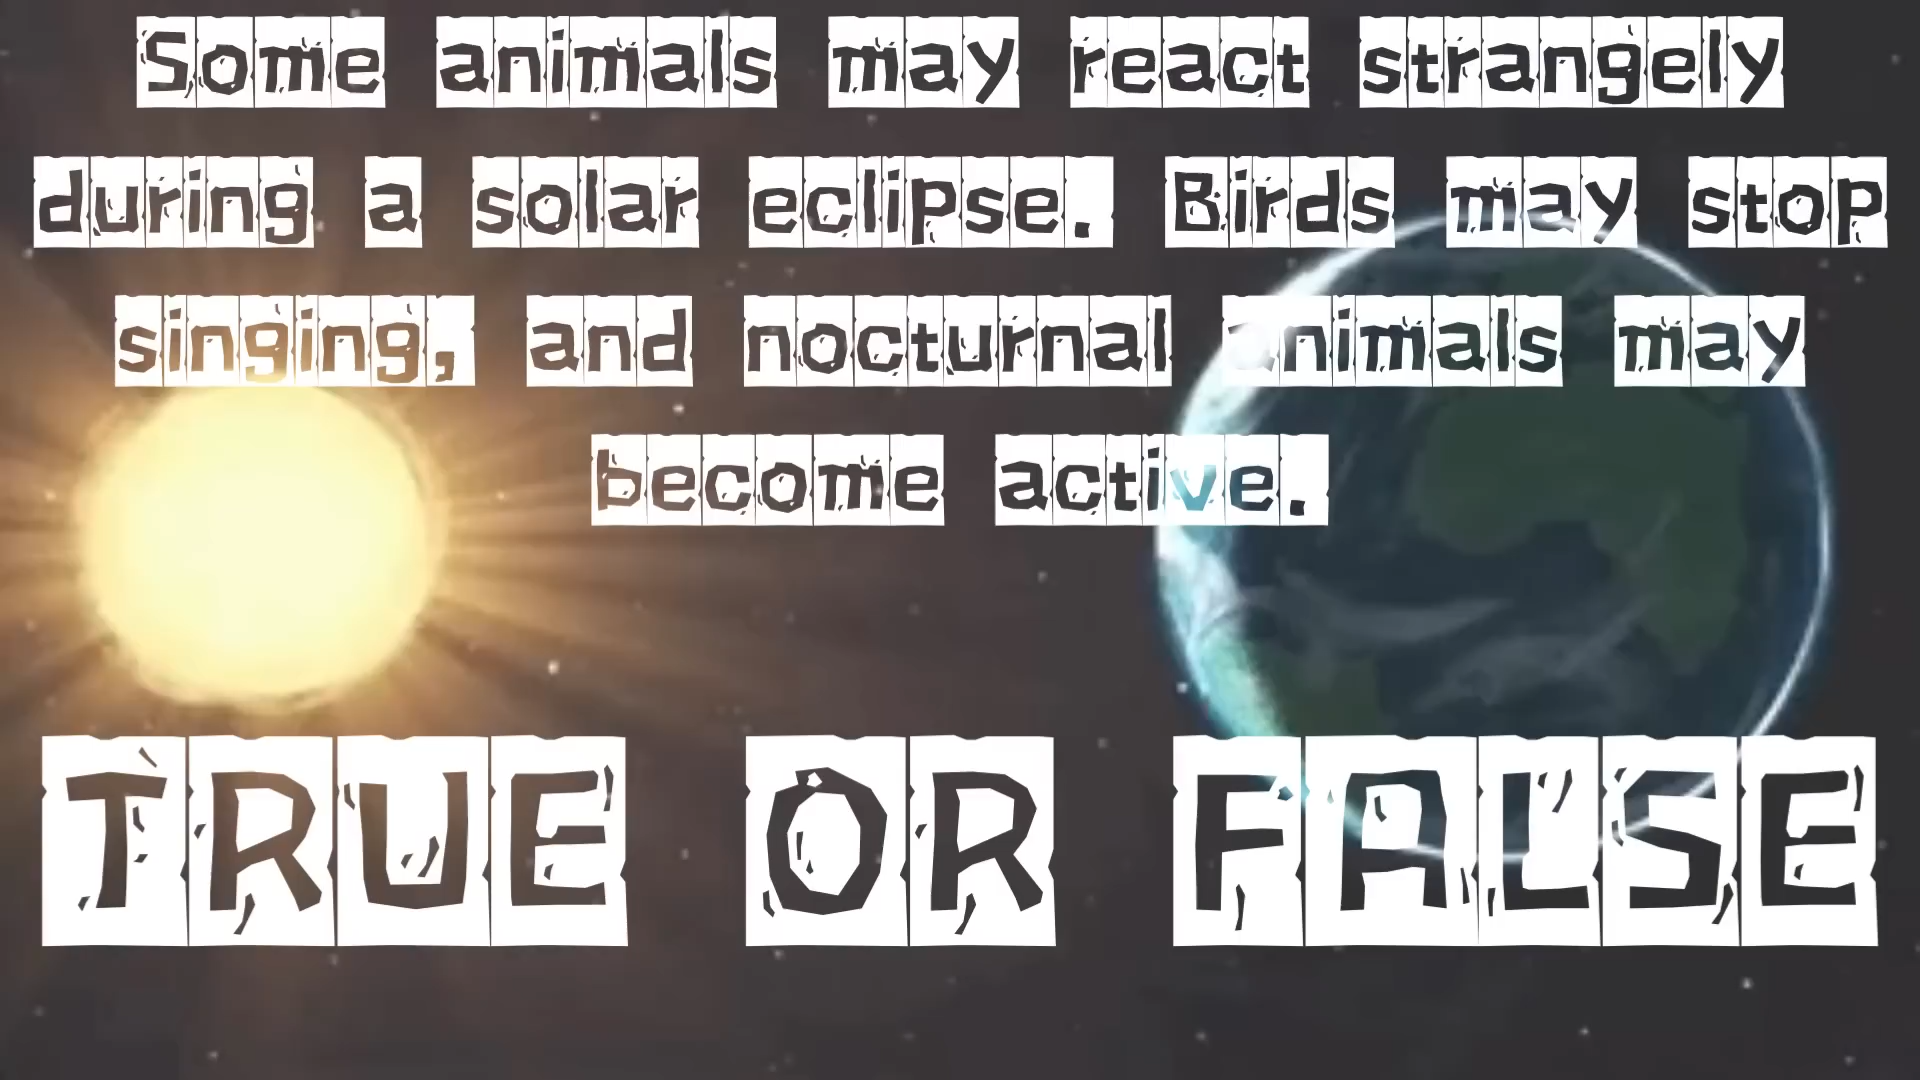 Some animals may react strangely
during a solar eclipse. Birds may stop
singing, and nocturnal animals may
become active.
TRUE OR FALSE